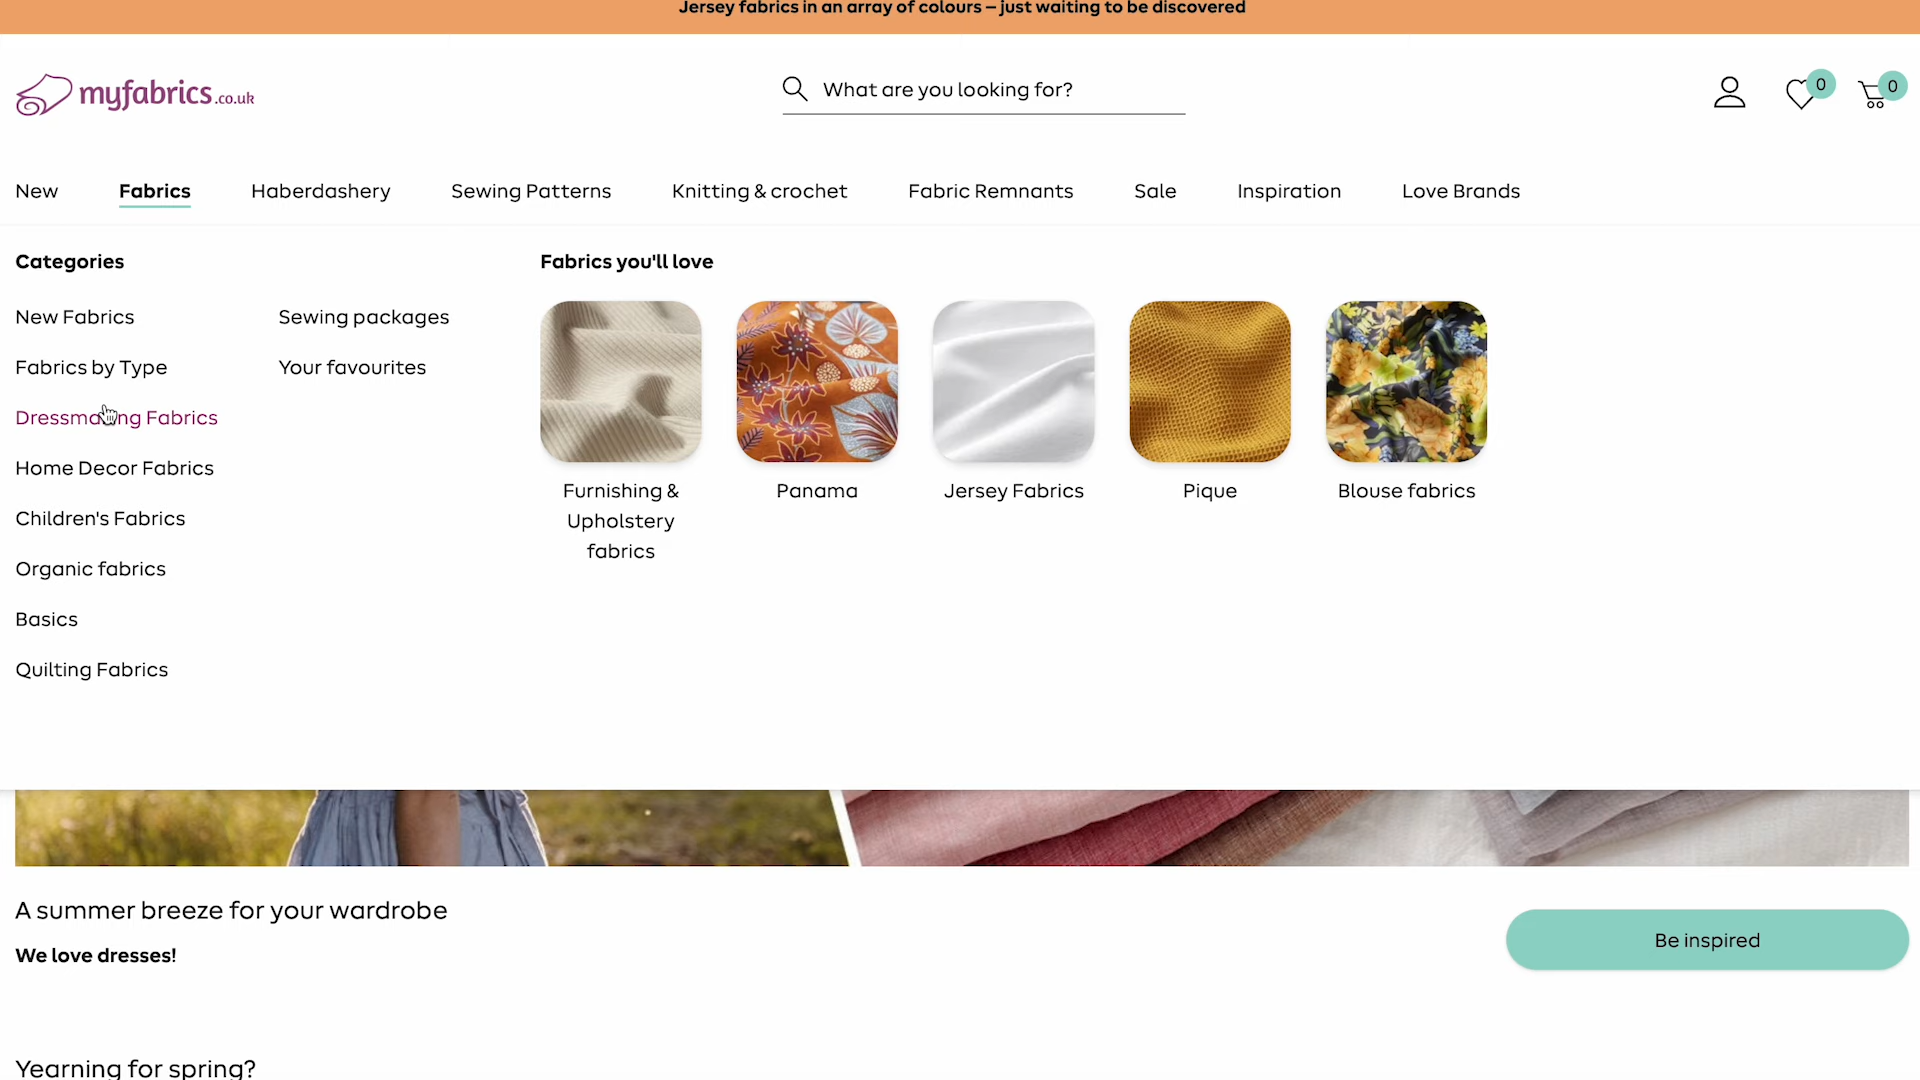 Jersey fabrics in an array of colours – just waiting to be discovered
myfabrics.co.uk
What are you looking for?
0
0
New
Fabrics
Haberdashery
Sewing Patterns
Knitting & crochet
Fabric Remnants
Sale
Inspiration
Love Brands
Categories
New Fabrics
Fabrics by Type
Dressmaking Fabrics
Home Decor Fabrics
Children's Fabrics
Organic fabrics
Basics
Quilting Fabrics
Sewing packages
Your favourites
Fabrics you'll love
Furnishing &
Upholstery
fabrics
Panama
Jersey Fabrics
Pique
Blouse fabrics
A summer breeze for your wardrobe
We love dresses!
Be inspired
Yearning for spring?